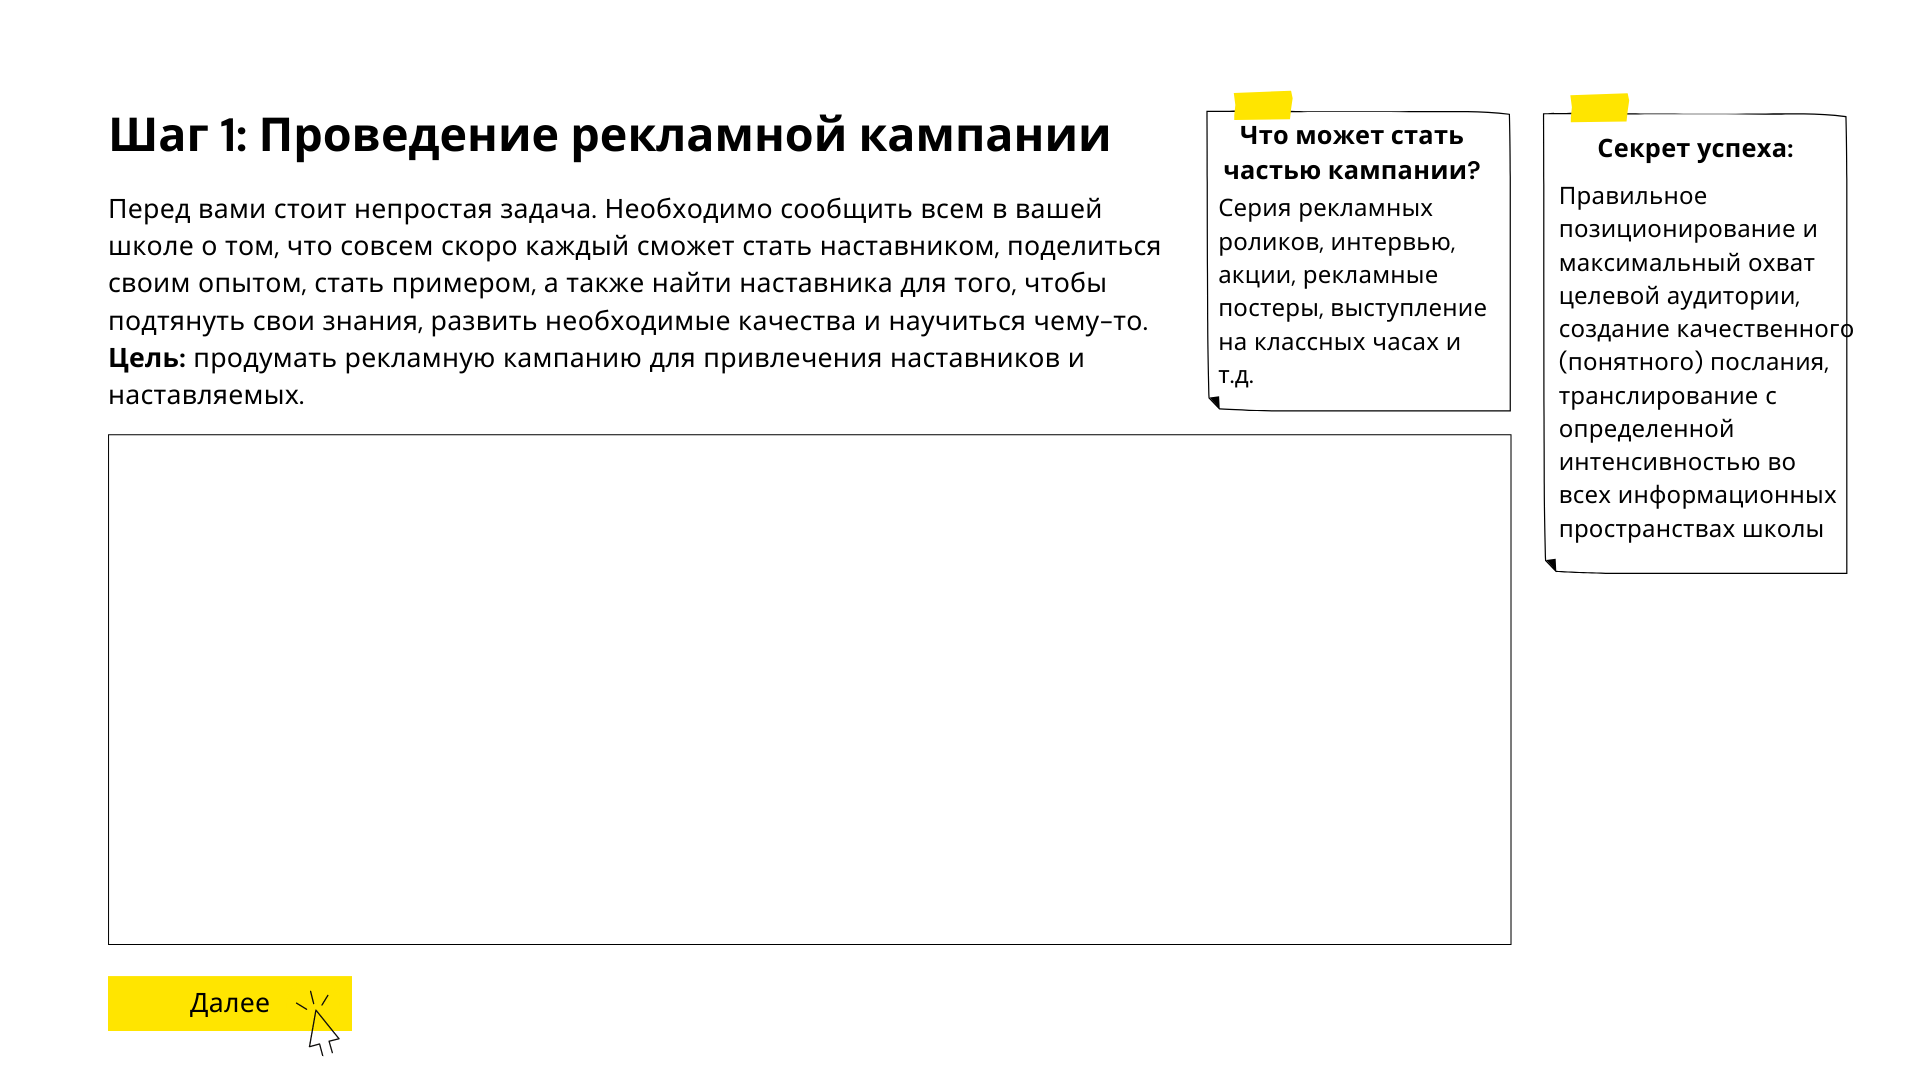 Шаг 1: Проведение рекламной кампании
Перед вами стоит непростая задача. Необходимо сообщить всем в вашей
школе о том, что совсем скоро каждый сможет стать наставником, поделиться
своим опытом, стать примером, а также найти наставника для того, чтобы
подтянуть свои знания, развить необходимые качества и научиться чему-то.
Цель: продумать рекламную кампанию для привлечения наставников и
наставляемых.
Что может стать
частью кампании?
Серия рекламных
роликов, интервью,
акции, рекламные
постеры, выступление
на классных часах и
т.д.
Секрет успеха:
Правильное
позиционирование и
максимальный охват
целевой аудитории,
создание качественного
(понятного) послания,
транслирование с
определенной
интенсивностью во
всех информационных
пространствах школы
Далее